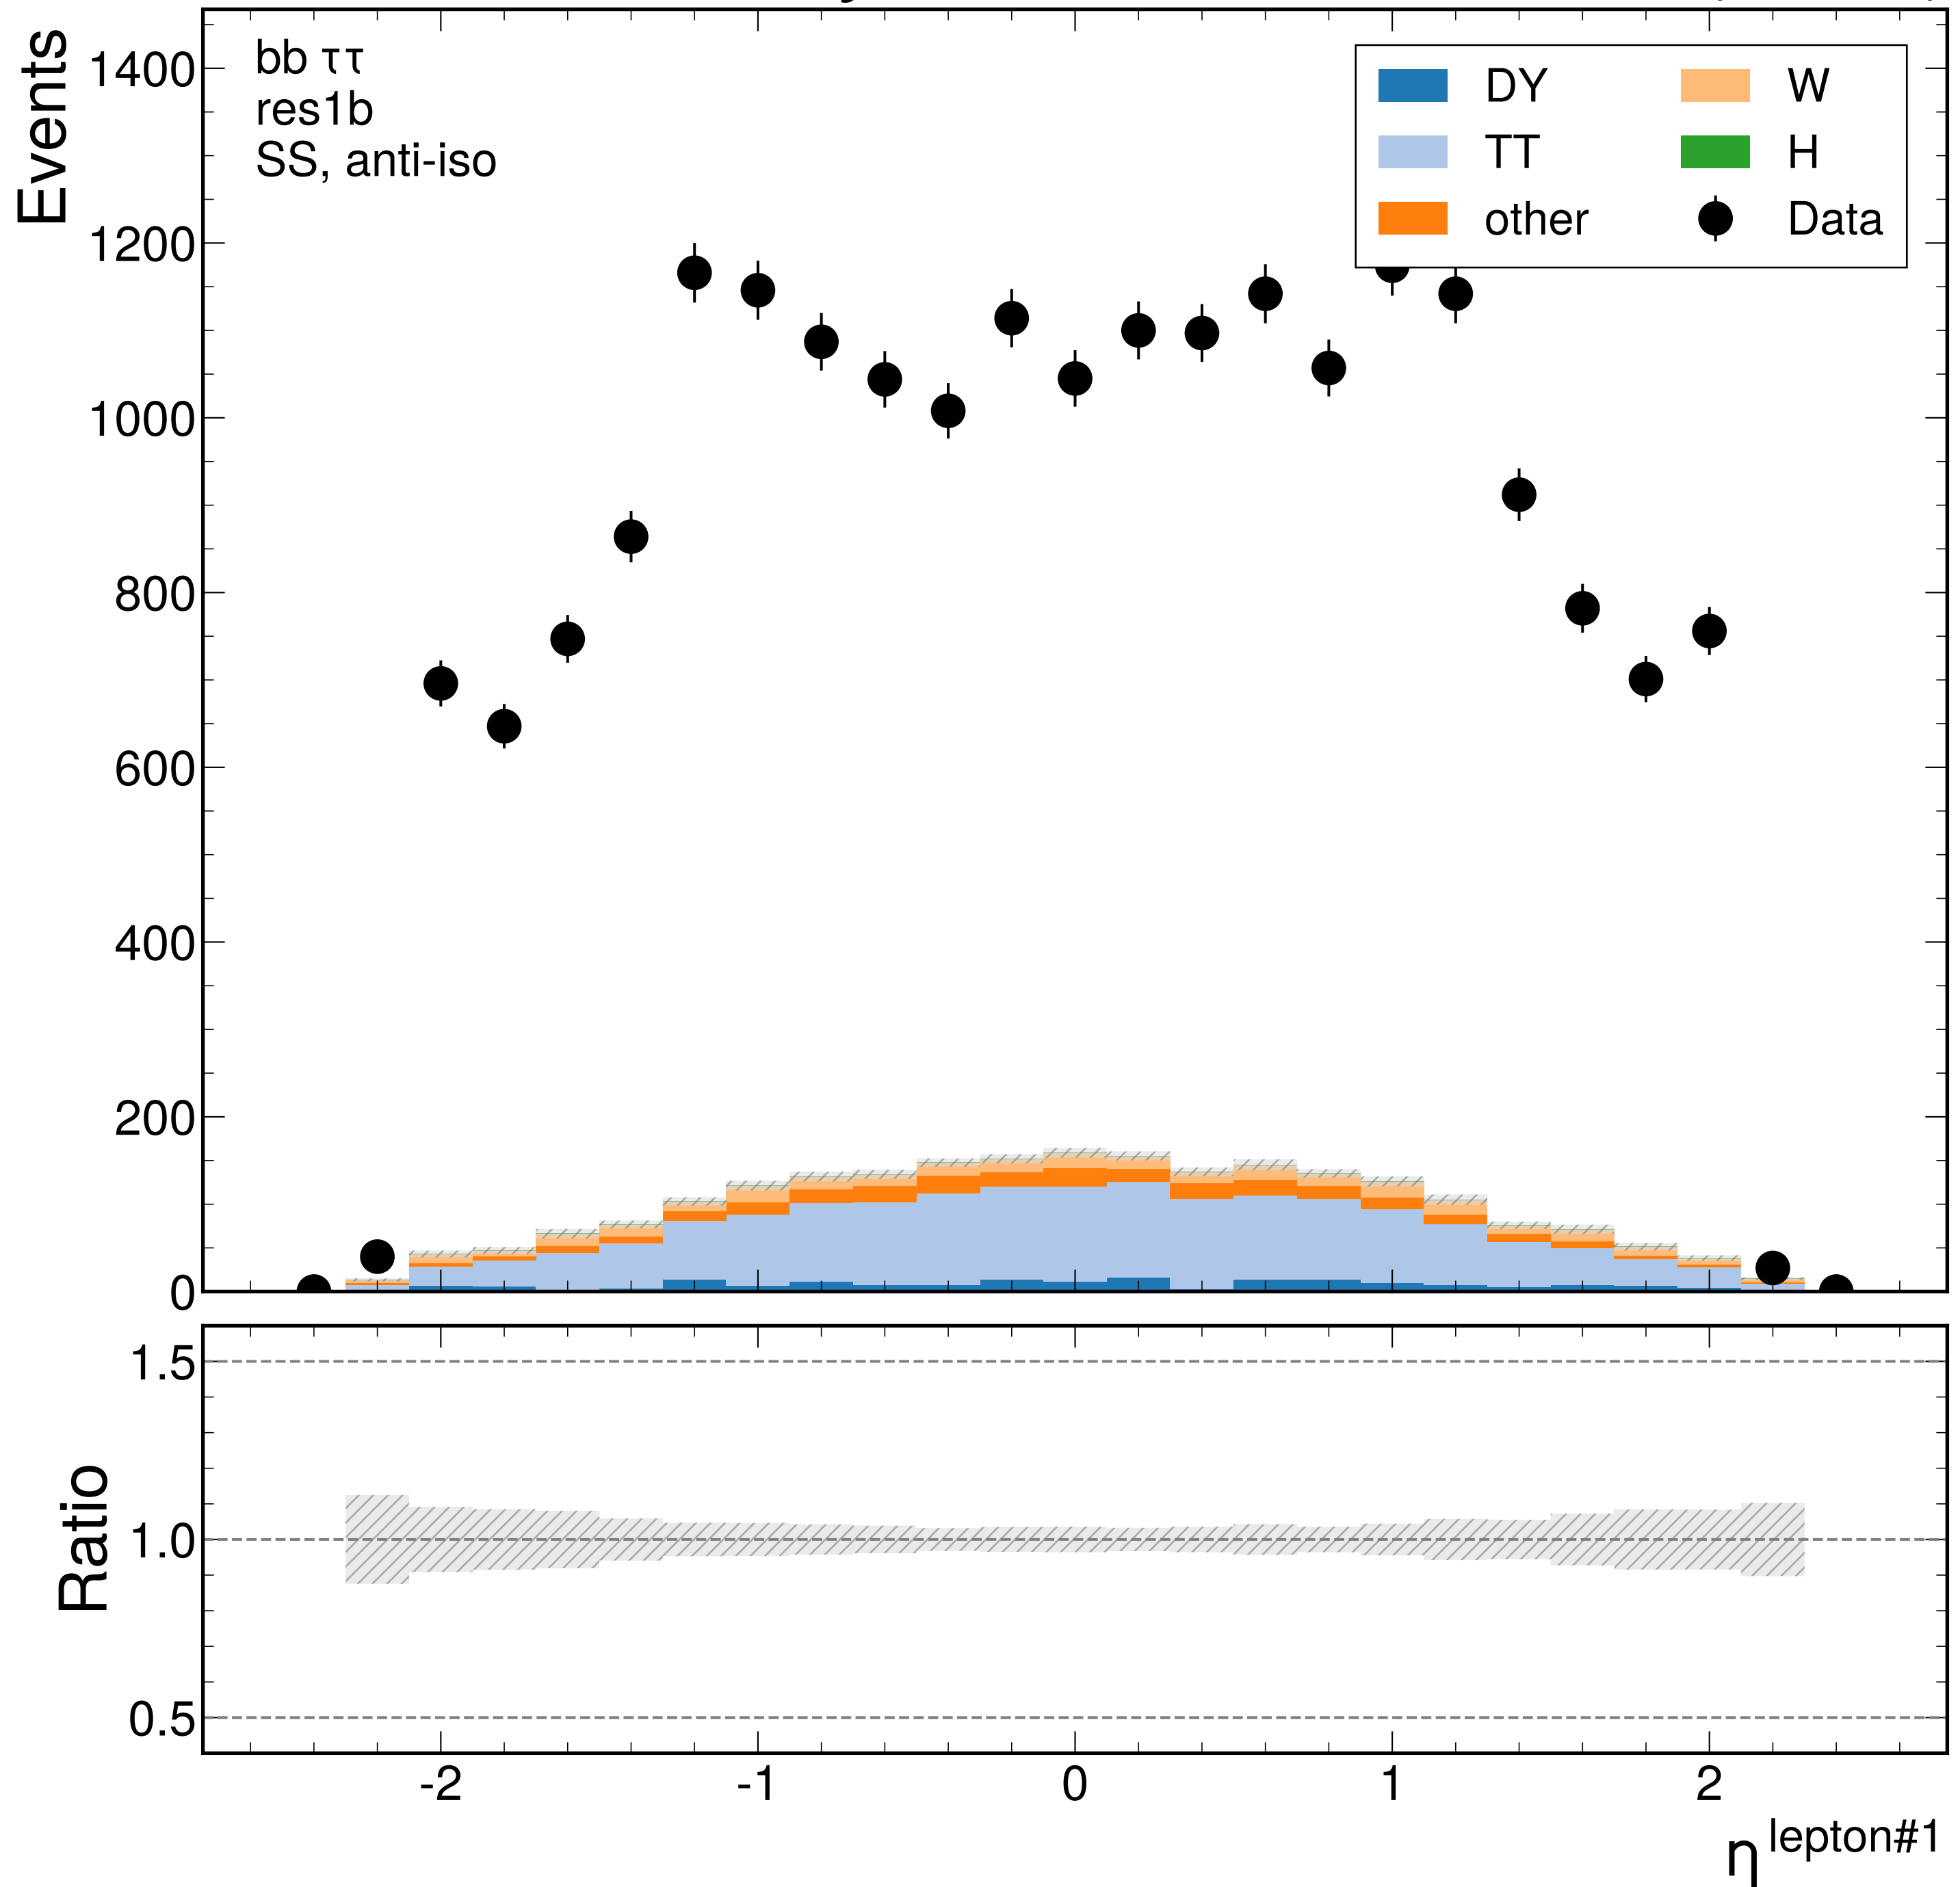 Events
1400
1200
1000
800
600
400
200
0
bb ττ
res1b
SS, anti-iso
DY
TT
other
W
H
Data
Ratio
1.5
1.0
0.5
-2
-1
0
1
2
η lepton#1